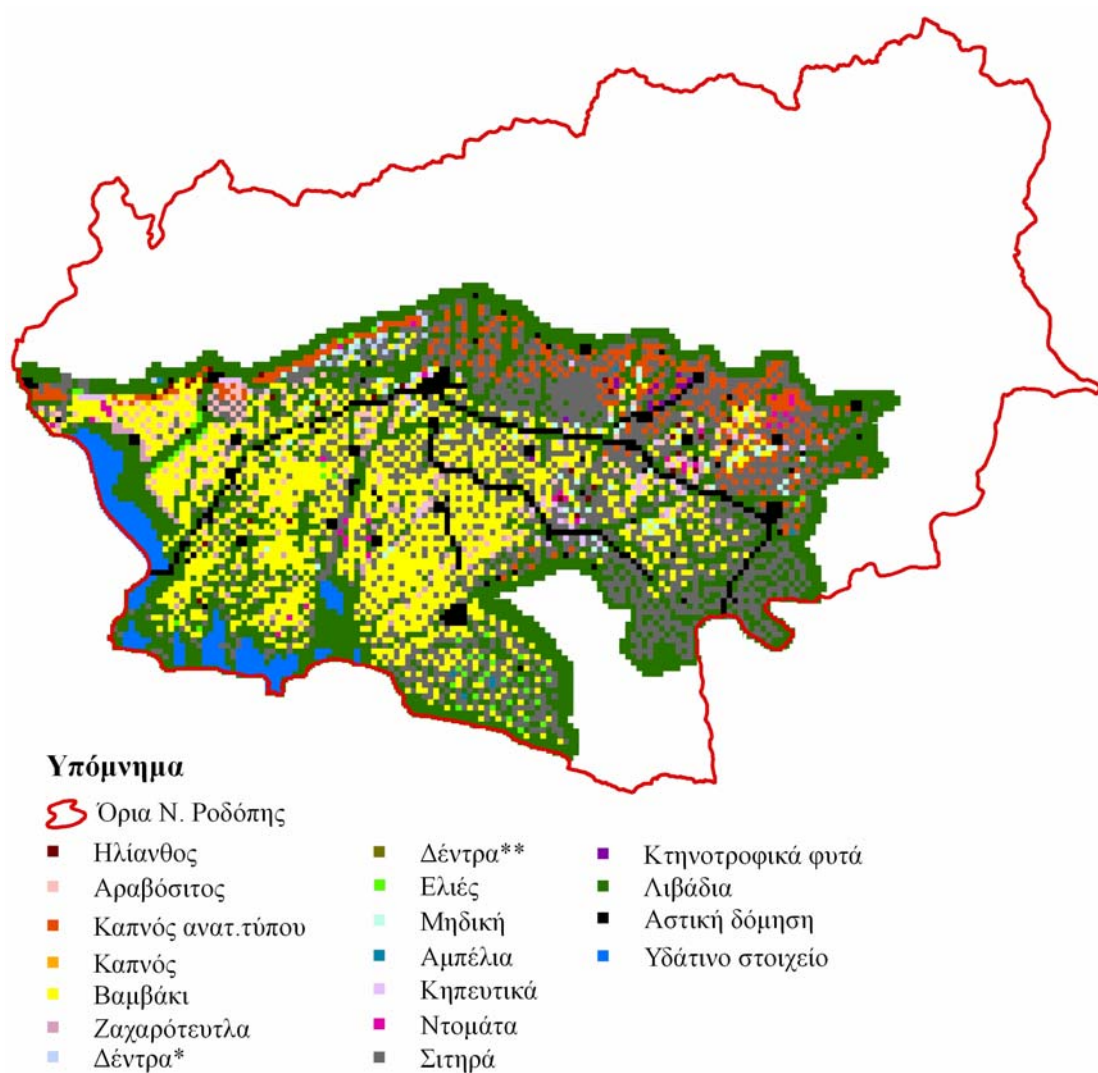 Υπόμνημα
Όρια Ν. Ροδόπης
Ηλίανθος
Αραβόσιτος
Καπνός ανατ.τύπου
Καπνός
Βαμβάκι
Ζαχαρότευτλα
Δέντρα*
Δέντρα**
Ελιές
Μηδική
Αμπέλια
Κηπευτικά
Ντομάτα
Σιτηρά
Κτηνοτροφικά φυτά
Λιβάδια
Αστική δόμηση
Υδάτινο στοιχείο